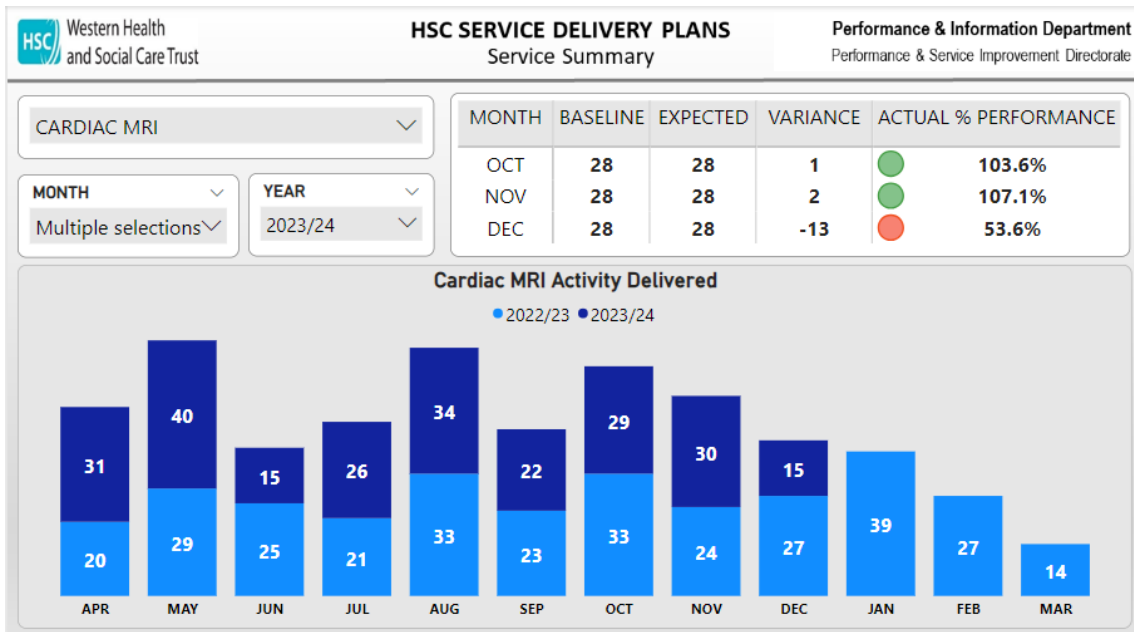 HSC
Western Health
and Social Care Trust
HSC SERVICE DELIVERY PLANS
Service Summary
Performance & Information Department
Performance & Service Improvement Directorate
CARDIAC MRI
MONTH
Multiple selections
YEAR
2023/24
MONTH BASELINE EXPECTED VARIANCE ACTUAL % PERFORMANCE
OCT 28 28 1 103.6%
NOV 28 28 2 107.1%
DEC 28 28 -13 53.6%
Cardiac MRI Activity Delivered
2022/23 2023/24
31 40 15 26 34 22 29 30 15
20 29 25 21 33 23 33 24 27 39 27 14
APR MAY JUN JUL AUG SEP OCT NOV DEC JAN FEB MAR